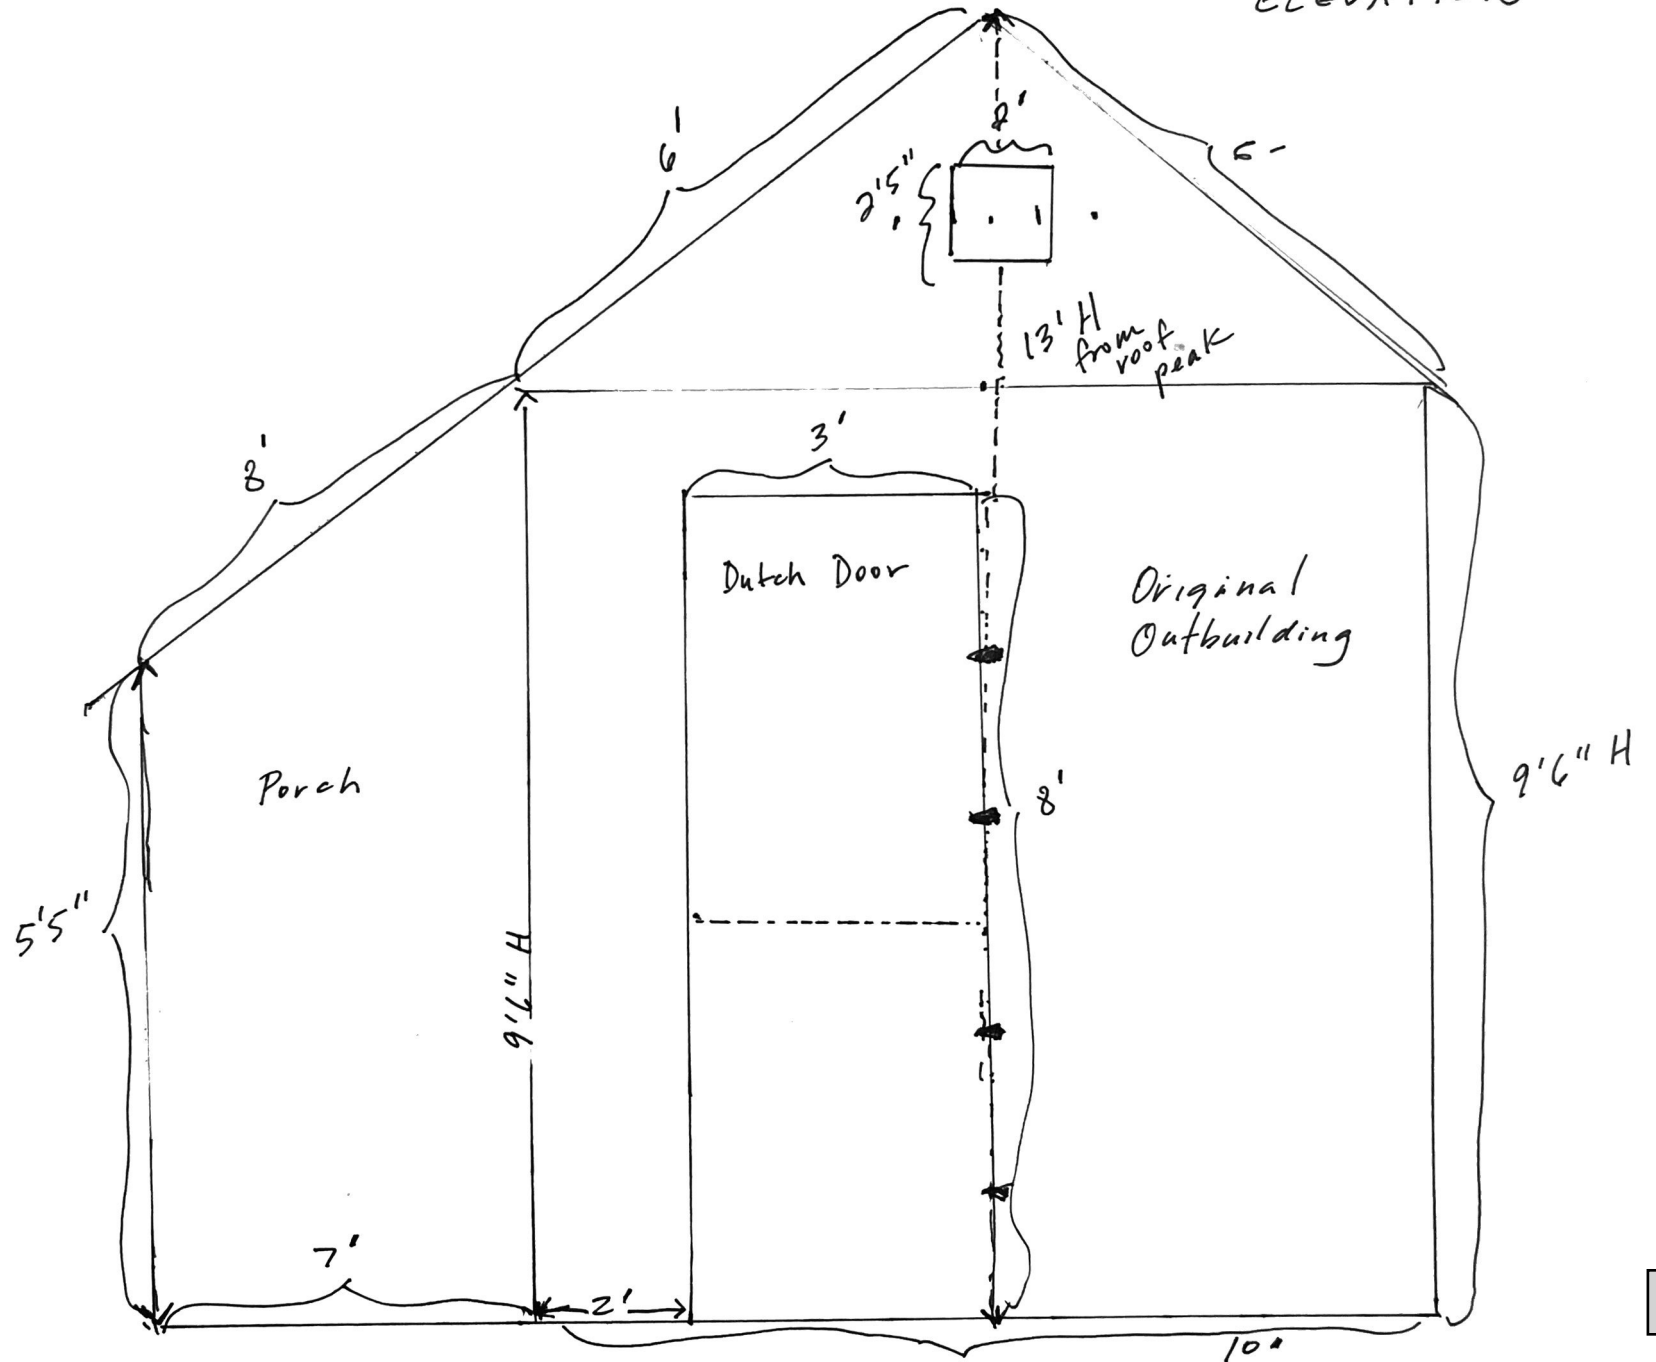 6'
6-
2'
2'5"
13' H
from
roof
peak
8'
3'
Dutch Door
Original
Outbuilding
Porch
8'
9'6" H
5'5"
9'6" H
7'
2'
10"